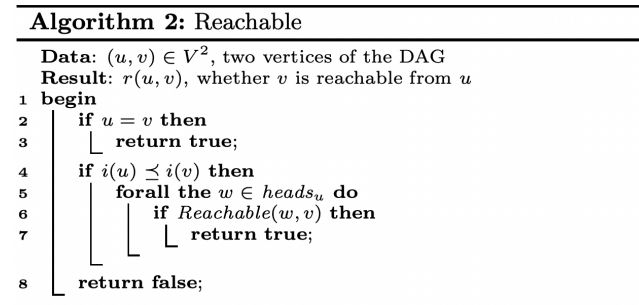 Algorithm 2: Reachable
Data: (u, v) ∈ V², two vertices of the DAG
Result: r(u, v), whether v is reachable from u
1 begin
2 if u = v then
3 return true;
4 if i(u) ⪯ i(v) then
5 forall the w ∈ heads_u do
6 if Reachable(w, v) then
7 return true;
8 return false;